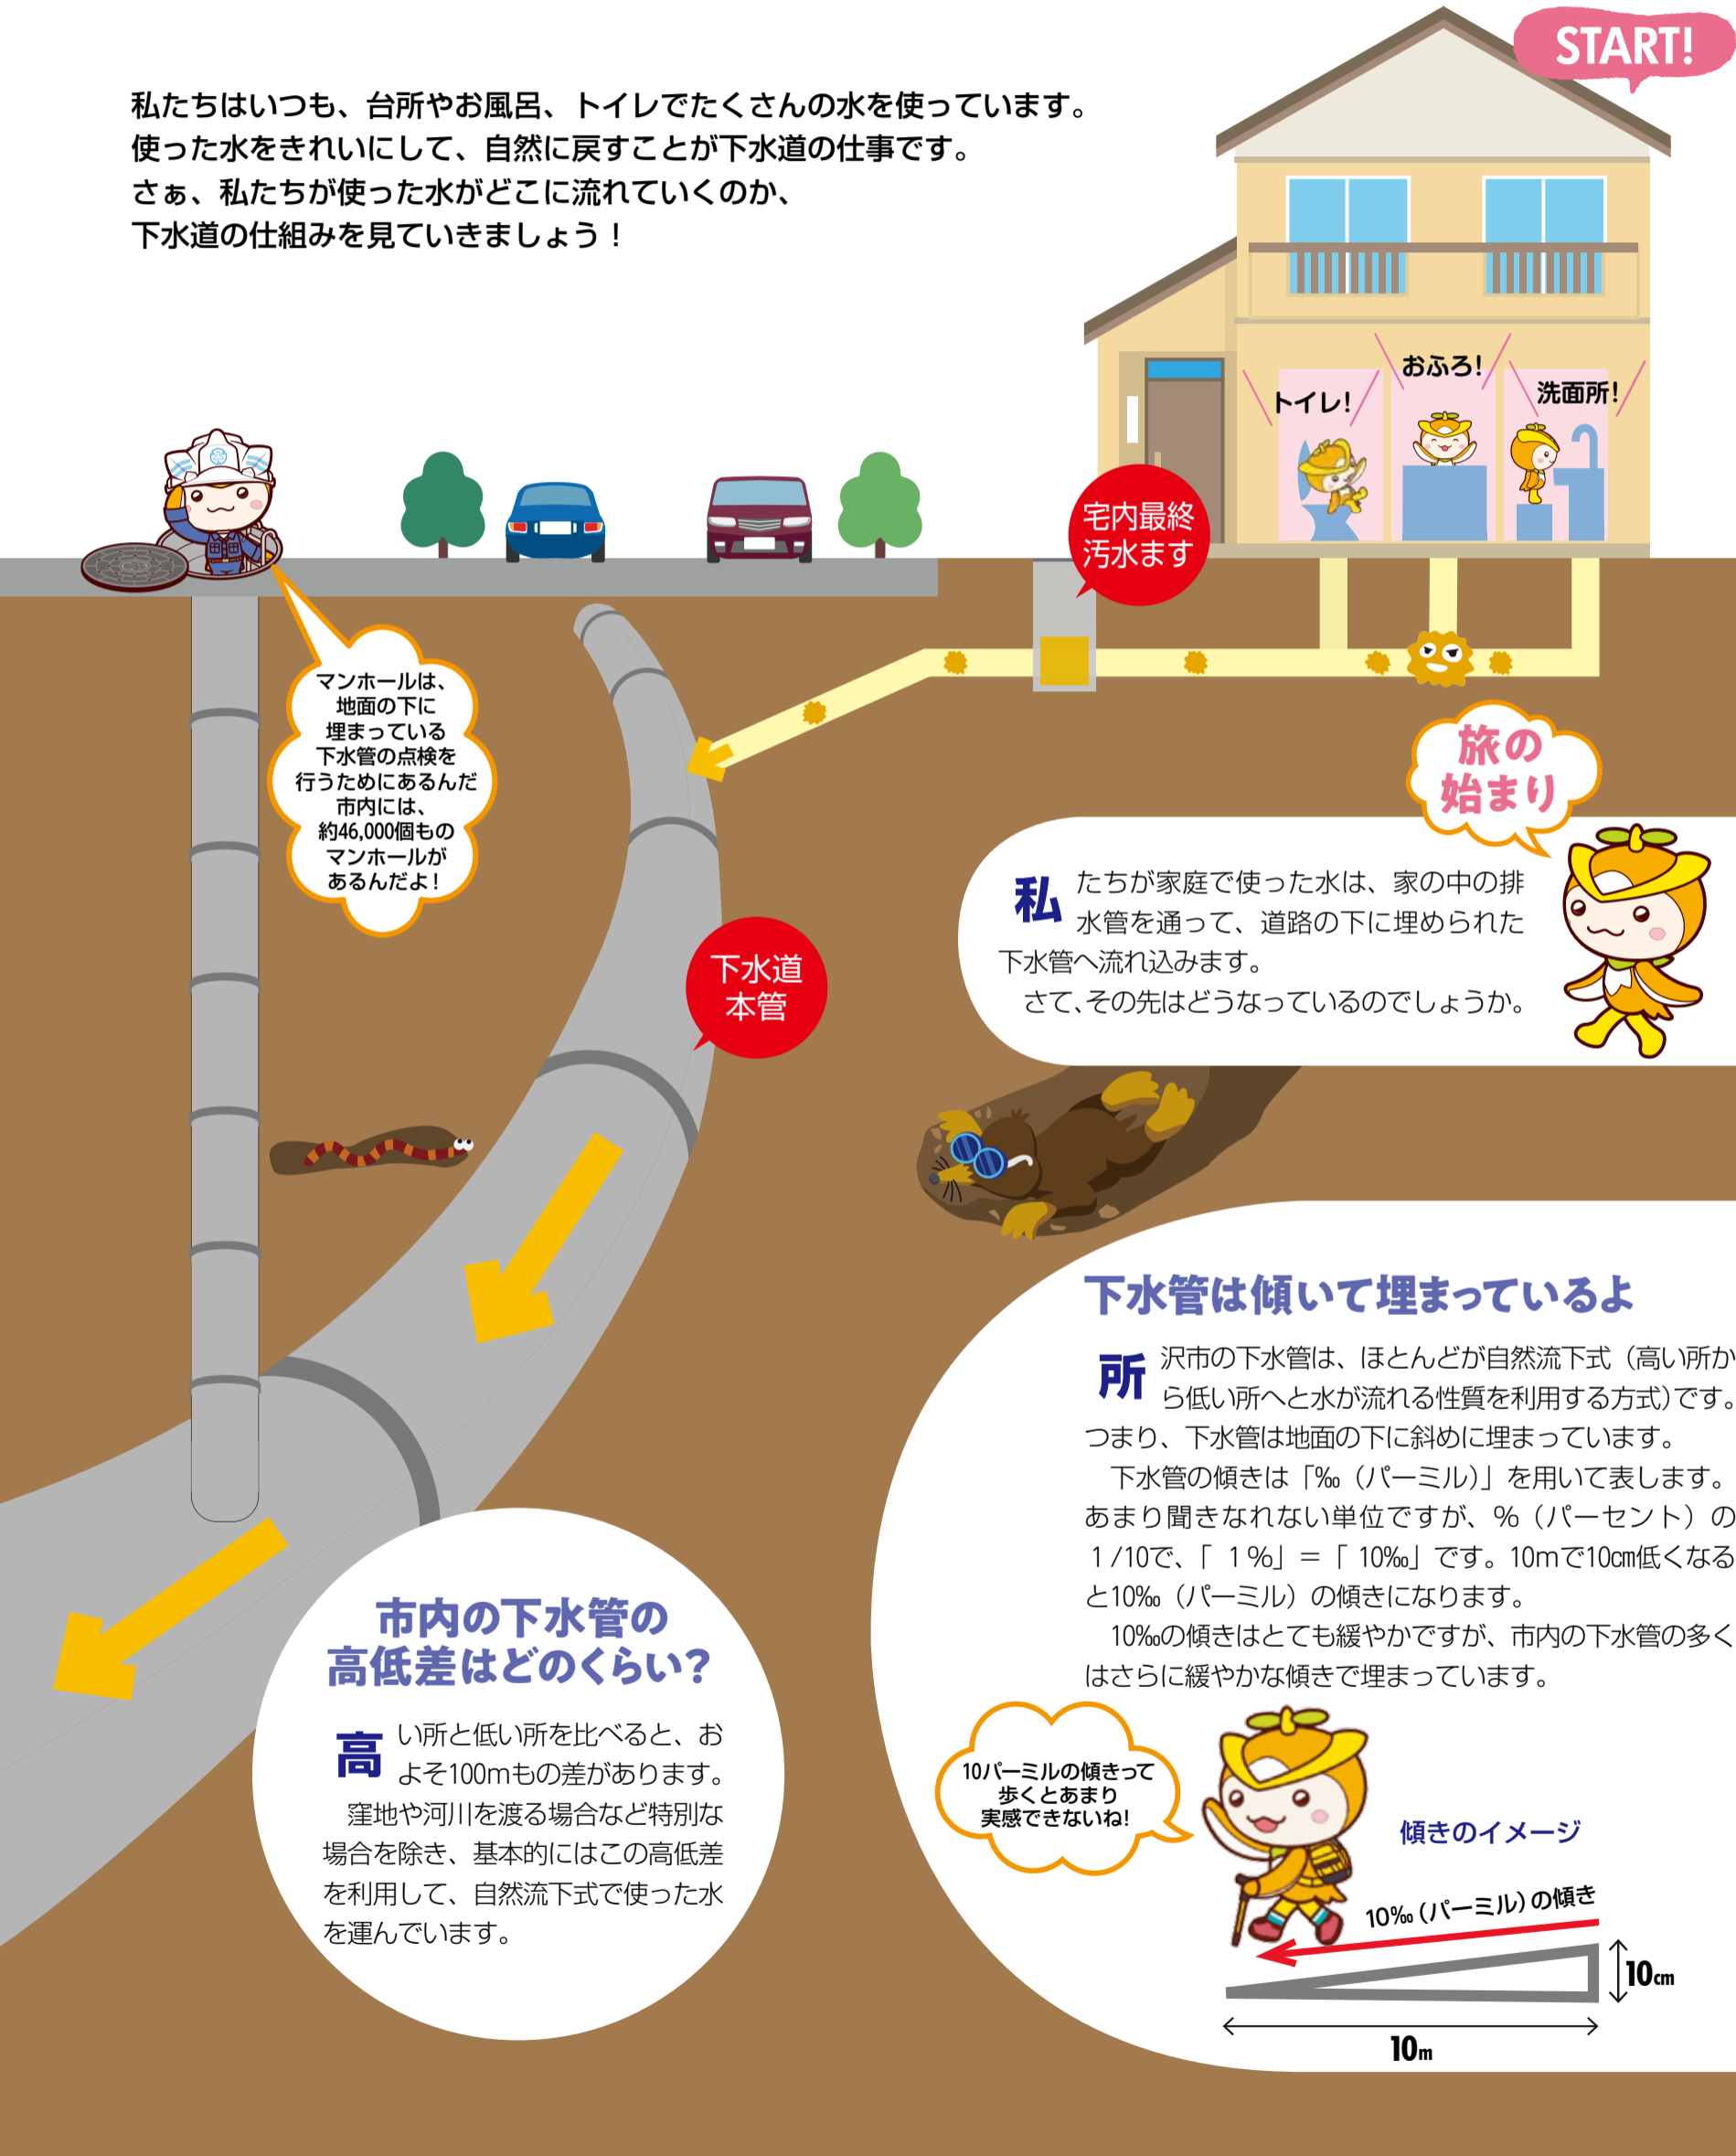 START!
私たちはいつも、台所やお風呂、トイレでたくさんの水を使っています。
使った水をきれいにして、自然に戻すことが下水道の仕事です。
さぁ、私たちが使った水がどこに流れていくのか、
下水道の仕組みを見ていきましょう！
トイレ!
おふろ!
洗面所!
宅内最終
汚水ます
マンホールは、
地面の下に
埋まっている
下水管の点検を
行うためにあるんだ
市内には、
約46,000個もの
マンホールが
あるんだよ!
旅の
始まり
私たちが家庭で使った水は、家の中の排
水管を通って、道路の下に埋められた
下水管へ流れ込みます。
さて、その先はどうなっているのでしょうか。
下水道
本管
下水管は傾いて埋まっているよ
所沢市の下水管は、ほとんどが自然流下式（高い所か
ら低い所へと水が流れる性質を利用する方式）です。
つまり、下水管は地面の下に斜めに埋まっています。
下水管の傾きは「‰（パーミル）」を用いて表します。
あまり聞きなれない単位ですが、％（パーセント）の
1/10で、「1％」＝「10‰」です。10mで10㎝低くなる
と10‰（パーミル）の傾きになります。
10‰の傾きはとても緩やかですが、市内の下水管の多く
はさらに緩やかな傾きで埋まっています。
市内の下水管の
高低差はどのくらい？
高い所と低い所を比べると、お
よそ100mもの差があります。
窪地や河川を渡る場合など特別な
場合を除き、基本的にはこの高低差
を利用して、自然流下式で使った水
を運んでいます。
10パーミルの傾きって
歩くとあまり
実感できないね!
傾きのイメージ
10‰（パーミル）の傾き
10cm
10m